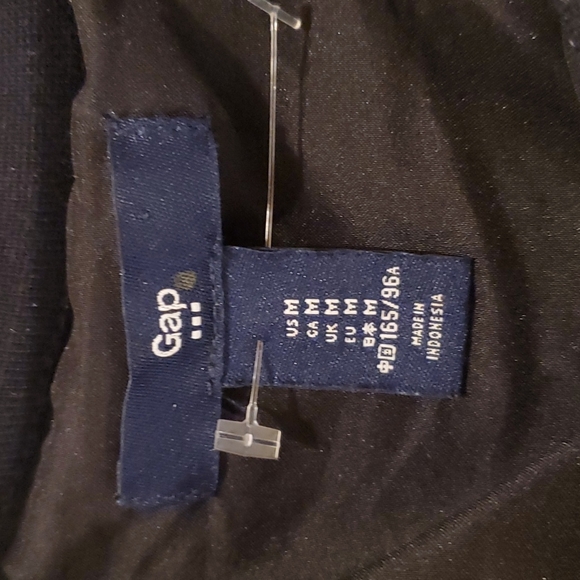 Gap
US M
CA M
UK M
EU M
日本 M
中国 165/96A
MADE IN
INDONESIA